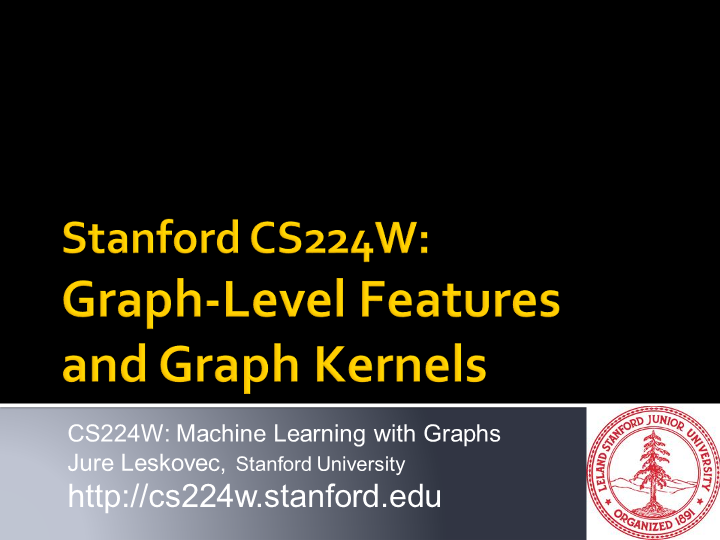 Stanford CS224W:
Graph-Level Features
and Graph Kernels
CS224W: Machine Learning with Graphs
Jure Leskovec, Stanford University
http://cs224w.stanford.edu
LELAND STANFORD JUNIOR UNIVERSITY
ORGANIZED 1891